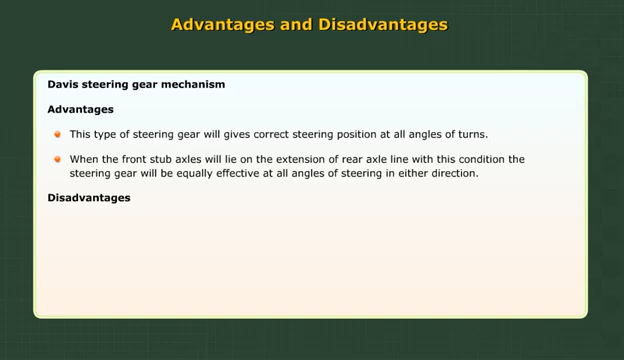 Advantages and Disadvantages
Davis steering gear mechanism
Advantages
This type of steering gear will gives correct steering position at all angles of turns.
When the front stub axles will lie on the extension of rear axle line with this condition the
steering gear will be equally effective at all angles of steering in either direction.
Disadvantages